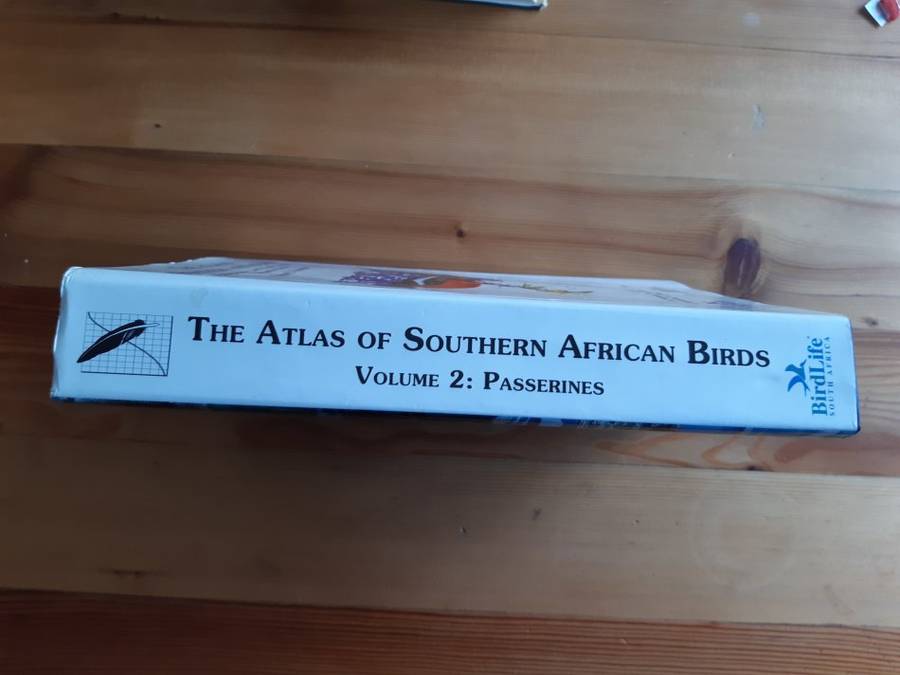 The Atlas of Southern African Birds
Volume 2: Passerines
BirdLife
SOUTH AFRICA